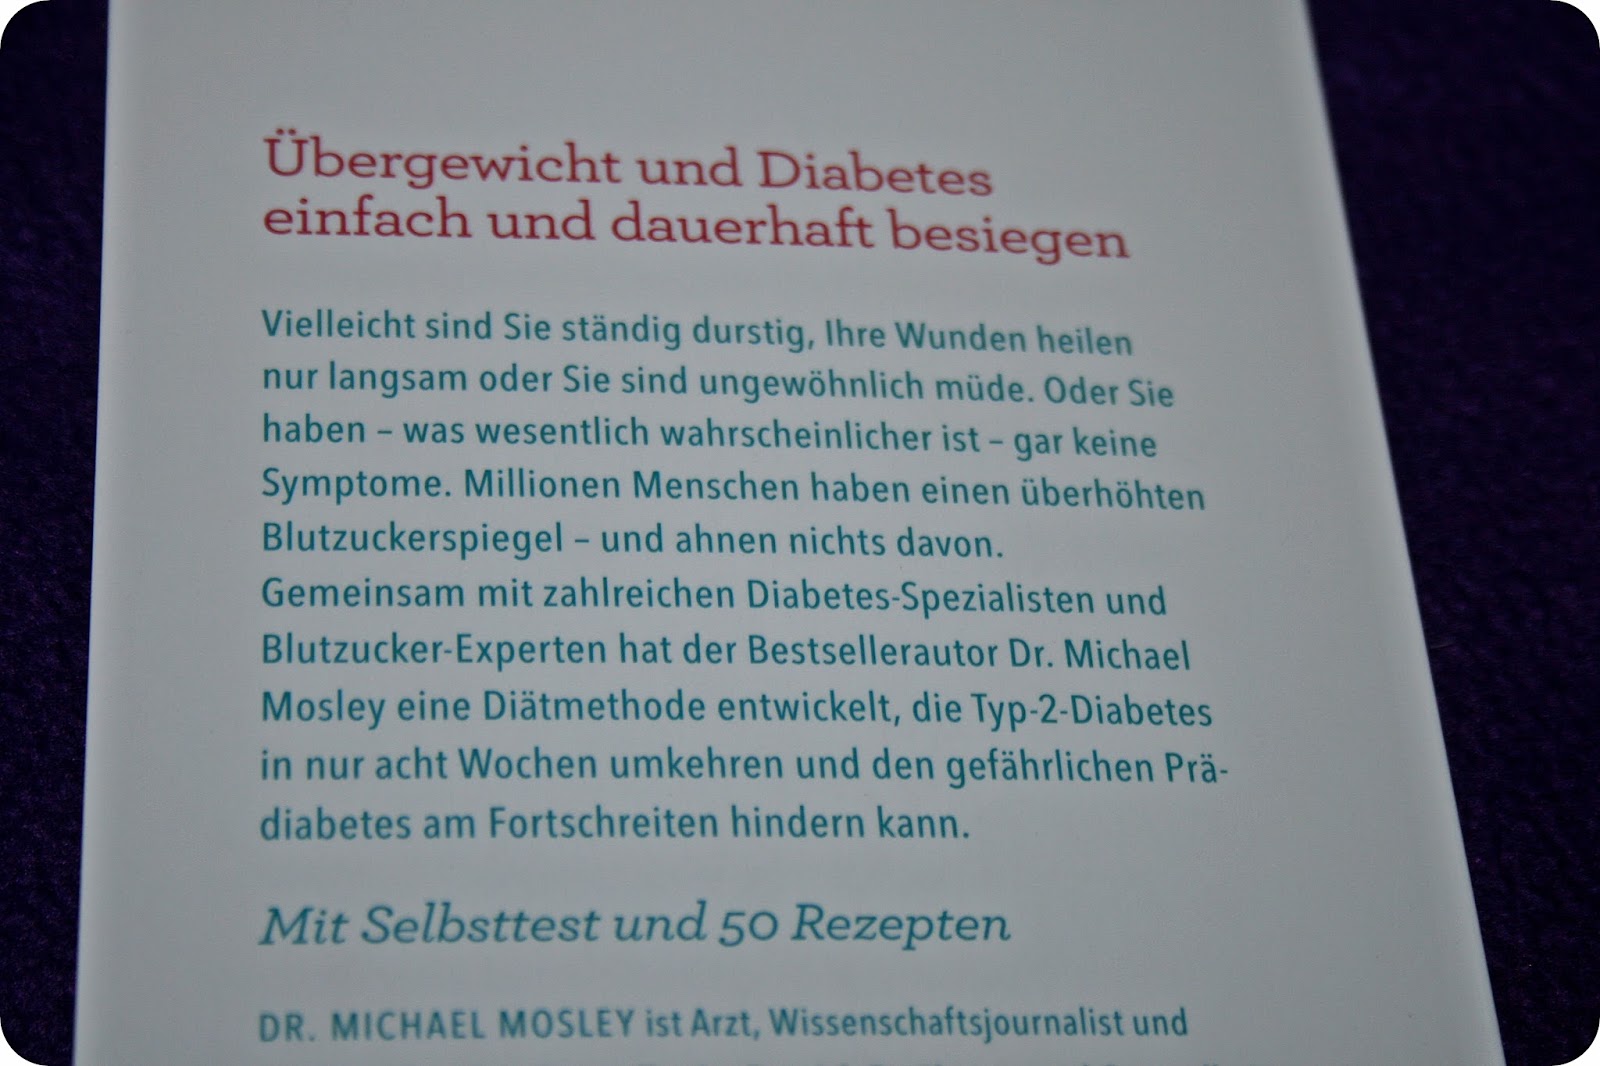 Übergewicht und Diabetes
einfach und dauerhaft besiegen
Vielleicht sind Sie ständig durstig, Ihre Wunden heilen
nur langsam oder Sie sind ungewöhnlich müde. Oder Sie
haben – was wesentlich wahrscheinlicher ist – gar keine
Symptome. Millionen Menschen haben einen überhöhten
Blutzuckerspiegel – und ahnen nichts davon.
Gemeinsam mit zahlreichen Diabetes-Spezialisten und
Blutzucker-Experten hat der Bestsellerautor Dr. Michael
Mosley eine Diätmethode entwickelt, die Typ-2-Diabetes
in nur acht Wochen umkehren und den gefährlichen Prä-
diabetes am Fortschreiten hindern kann.
Mit Selbsttest und 50 Rezepten
DR. MICHAEL MOSLEY ist Arzt, Wissenschaftsjournalist und